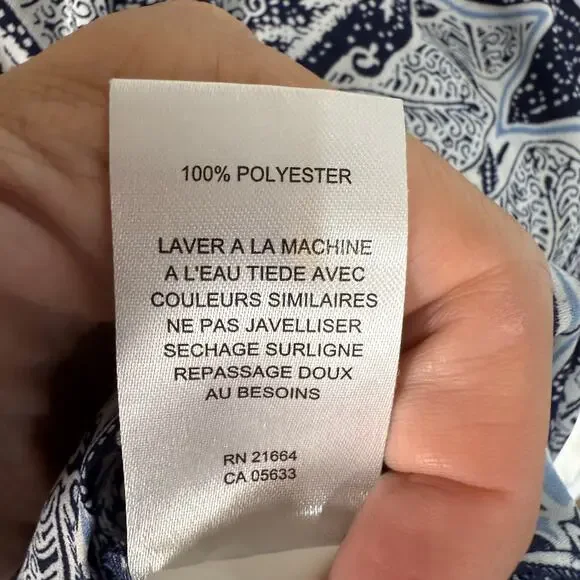 100% POLYESTER
LAVER A LA MACHINE
A L'EAU TIEDE AVEC
COULEURS SIMILAIRES
NE PAS JAVELLISER
SECHAGE SURLIGNE
REPASSAGE DOUX
AU BESOINS
RN 21664
CA 05633